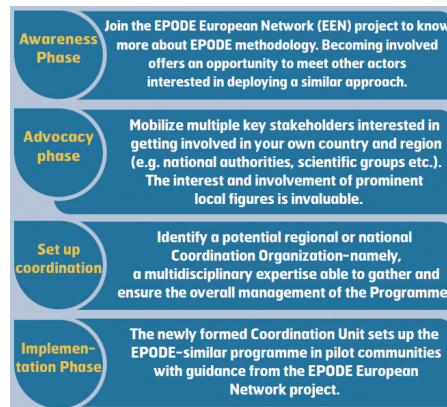 Awareness
Phase
Join the EPODE European Network (EEN) project to know
more about EPODE methodology. Becoming involved
offers an opportunity to meet other actors
interested in deploying a similar approach.
Advocacy
phase
Mobilize multiple key stakeholders interested in
getting involved in your own country and region
(e.g. national authorities, scientific groups etc.).
The interest and involvement of prominent
local figures is invaluable.
Set up
coordination
Identify a potential regional or national
Coordination Organization-namely,
a multidisciplinary expertise able to gather and
ensure the overall management of the Programme
Implemen-
tation Phase
The newly formed Coordination Unit sets up the
EPODE-similar programme in pilot communities
with guidance from the EPODE European
Network project.